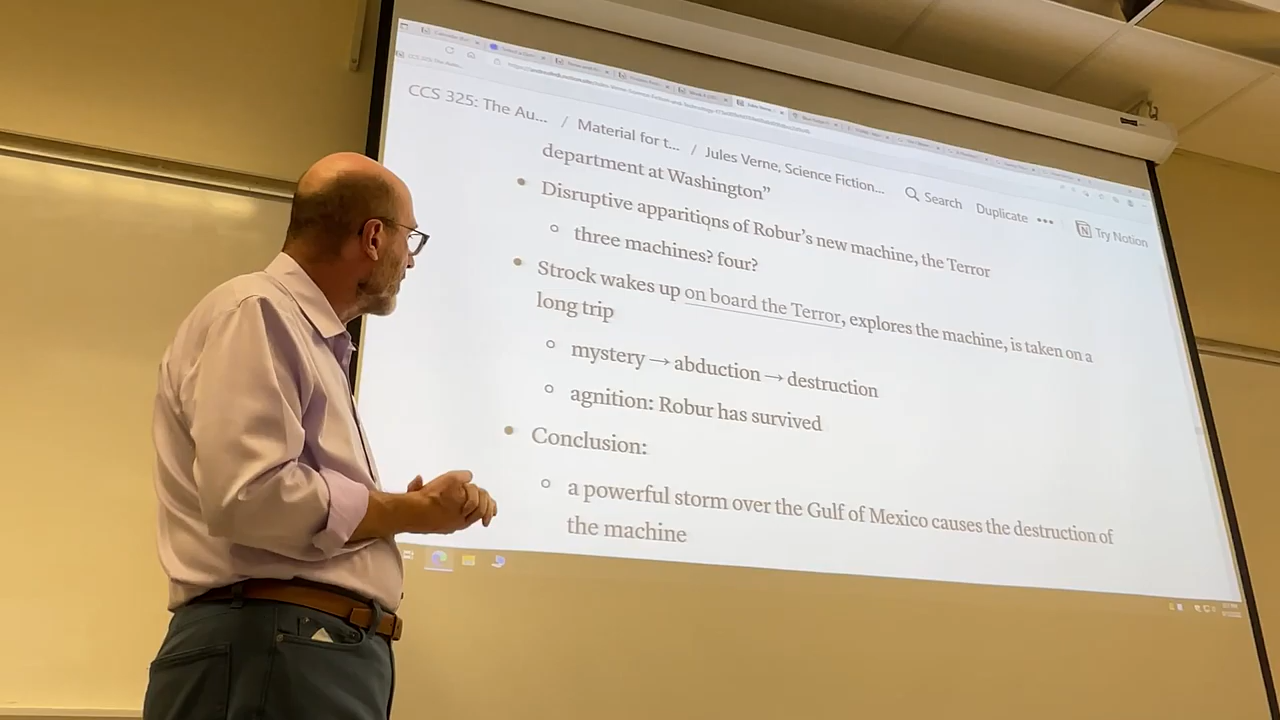 CCS 325: The Au... / Material for t... / Jules Verne, Science Fiction...
Search Duplicate ••• Try Notion
department at Washington”
Disruptive apparitions of Robur’s new machine, the Terror
three machines? four?
Strock wakes up on board the Terror, explores the machine, is taken on a
long trip
mystery → abduction → destruction
agnition: Robur has survived
Conclusion:
a powerful storm over the Gulf of Mexico causes the destruction of
the machine